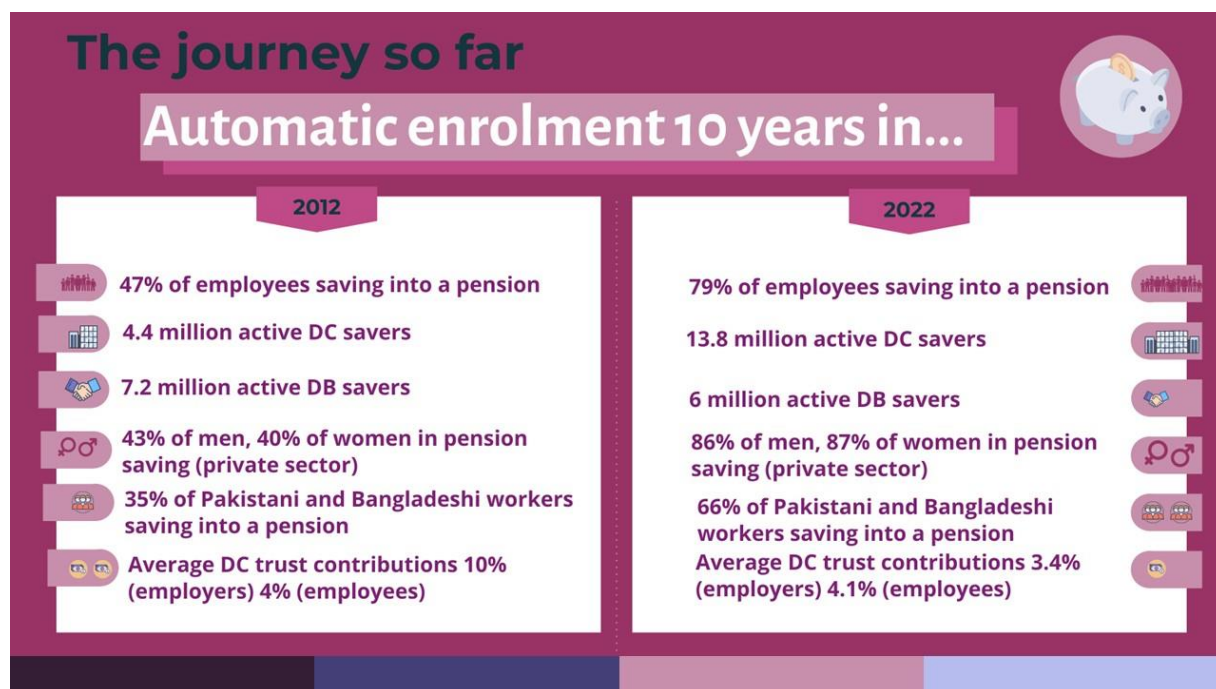 The journey so far
Automatic enrolment 10 years in...
2012
47% of employees saving into a pension
4.4 million active DC savers
7.2 million active DB savers
43% of men, 40% of women in pension
saving (private sector)
35% of Pakistani and Bangladeshi workers
saving into a pension
Average DC trust contributions 10%
(employers) 4% (employees)
2022
79% of employees saving into a pension
13.8 million active DC savers
6 million active DB savers
86% of men, 87% of women in pension
saving (private sector)
66% of Pakistani and Bangladeshi
workers saving into a pension
Average DC trust contributions 3.4%
(employers) 4.1% (employees)